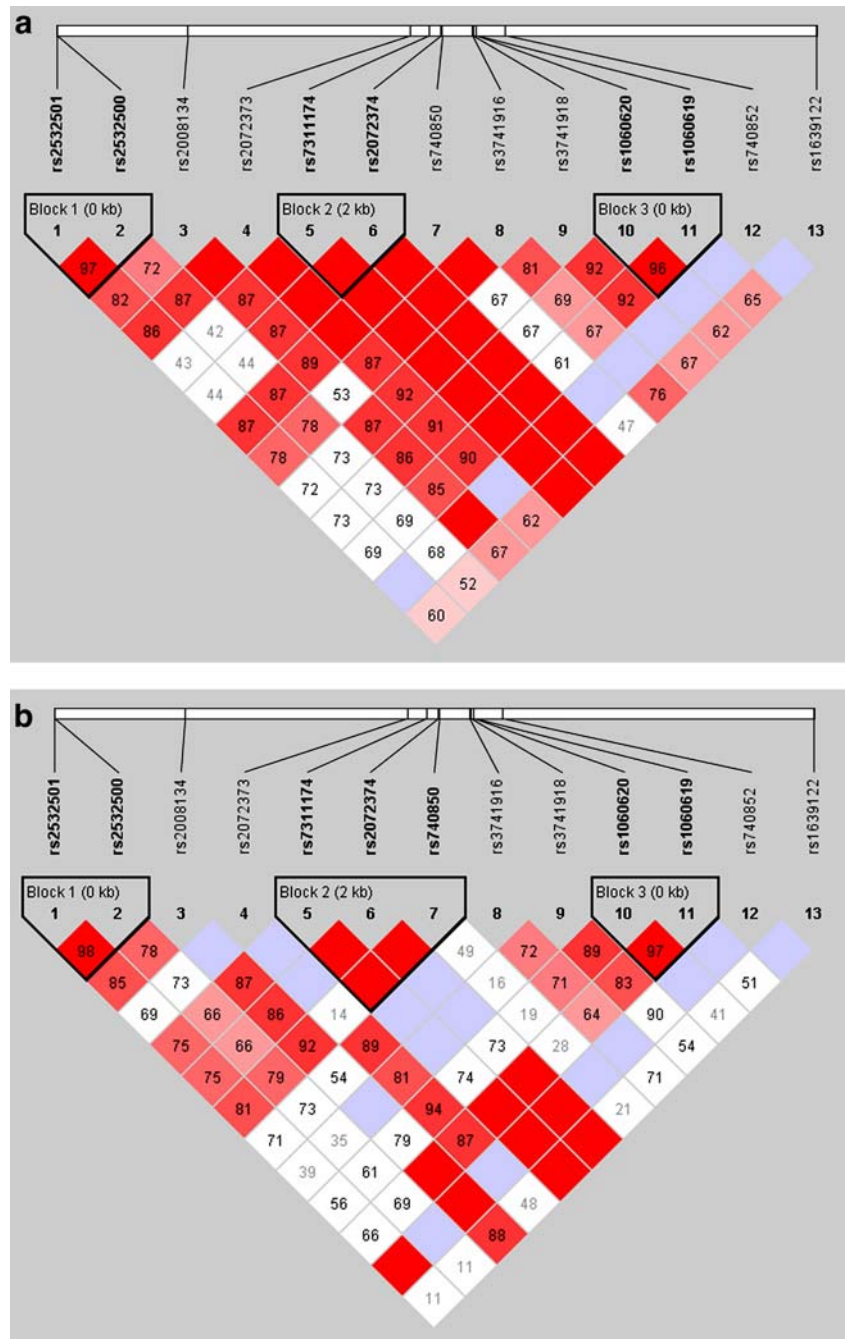 a
rs2532501 rs2532500 rs2008134 rs2072373 rs7311174 rs2072374 rs740850 rs3741916 rs3741918 rs1060620 rs1060619 rs740852 rs1639122
Block 1 (0 kb) Block 2 (2 kb) Block 3 (0 kb)
1 2 3 4 5 6 7 8 9 10 11 12 13
97 72 81 92 96
82 87 87 67 69 92 65
86 42 87 67 67 62
43 44 89 87 61 67
44 87 53 92 76
87 78 87 91 47
78 73 86 90
72 73 85
73 69 62
69 68 67
52
60
b
rs2532501 rs2532500 rs2008134 rs2072373 rs7311174 rs2072374 rs740850 rs3741916 rs3741918 rs1060620 rs1060619 rs740852 rs1639122
Block 1 (0 kb) Block 2 (2 kb) Block 3 (0 kb)
1 2 3 4 5 6 7 8 9 10 11 12 13
98 78 49 72 89 97
85 73 87 16 71 83 51
69 66 86 14 19 64 90 41
75 66 92 89 73 28 54
75 79 54 81 74 71
81 73 94 21
71 35 79 87
39 61
56 69 48
66 88
11
11